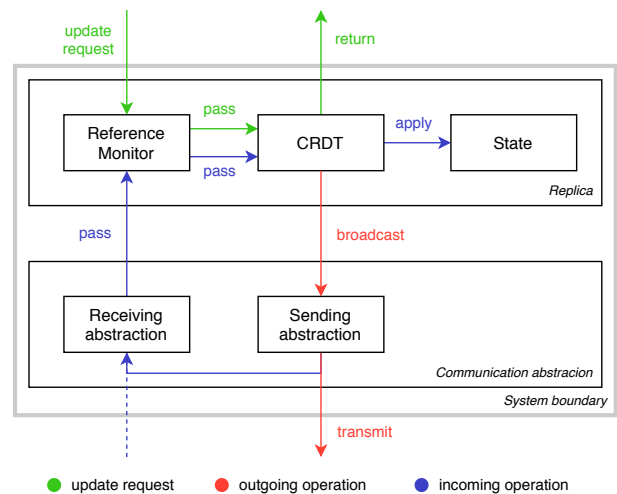 update
request
return
Reference
Monitor
pass
pass
CRDT
apply
State
Replica
pass
broadcast
Receiving
abstraction
Sending
abstraction
Communication abstracion
System boundary
transmit
update request
outgoing operation
incoming operation